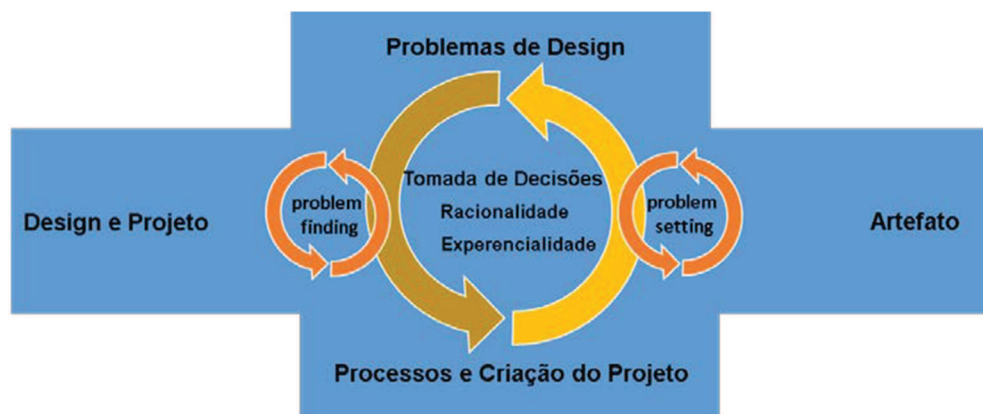 Problemas de Design
Design e Projeto
problem
finding
Tomada de Decisões
Racionalidade
Experencialidade
problem
setting
Artefato
Processos e Criação do Projeto